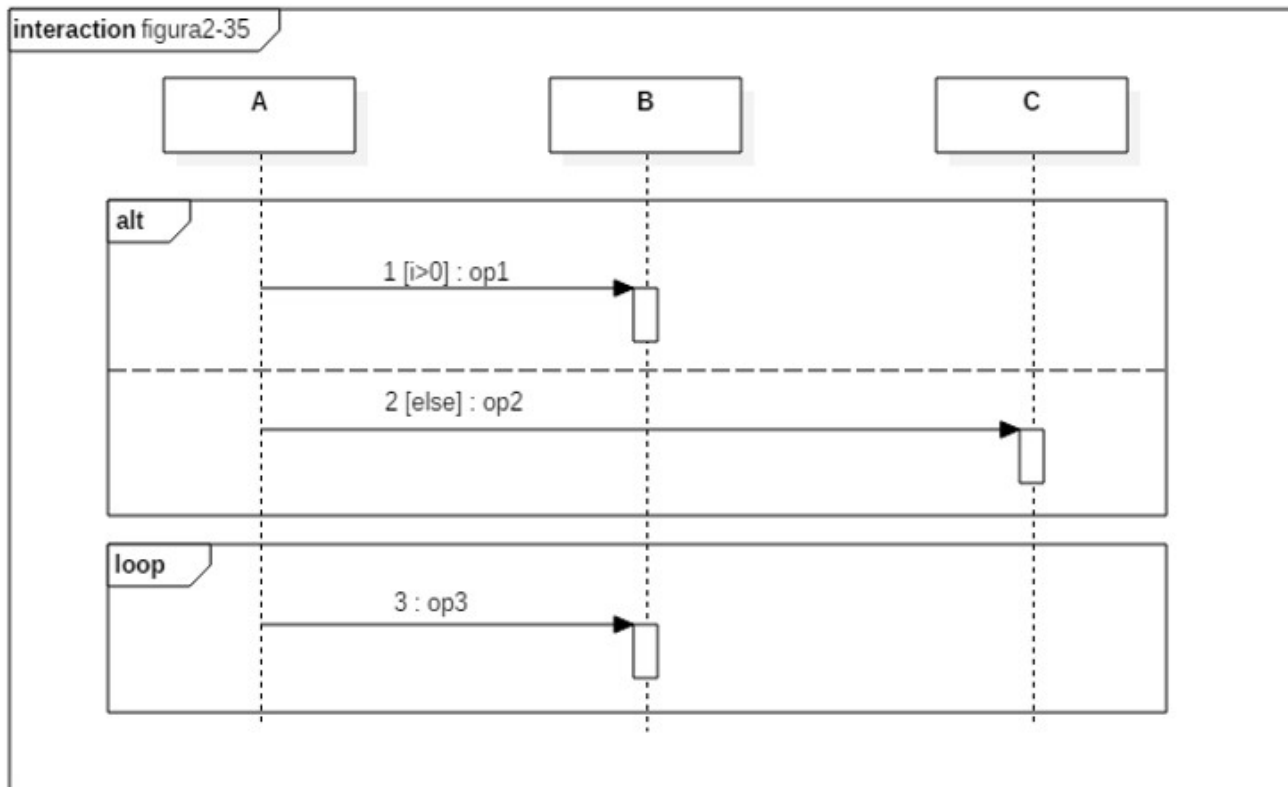 interaction figura2-35
A
B
C
alt
1 [i>0] : op1
2 [else] : op2
loop
3 : op3